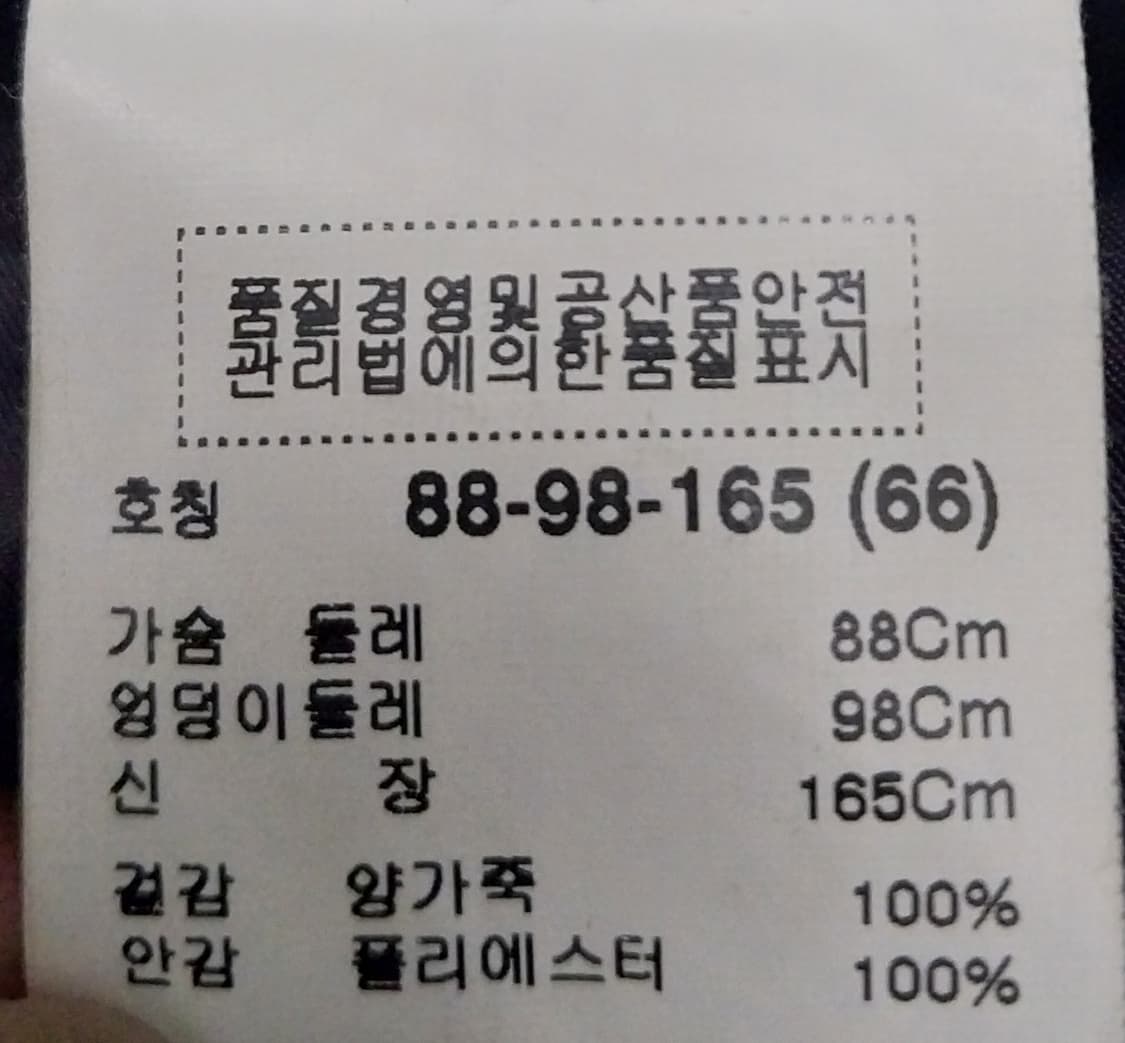 품질경영및공산품안전
관리법에의한품질표시
호칭 88-98-165 (66)
가슴 둘레 88Cm
엉덩이둘레 98Cm
신 장 165Cm
겉감 양가죽 100%
안감 폴리에스터 100%